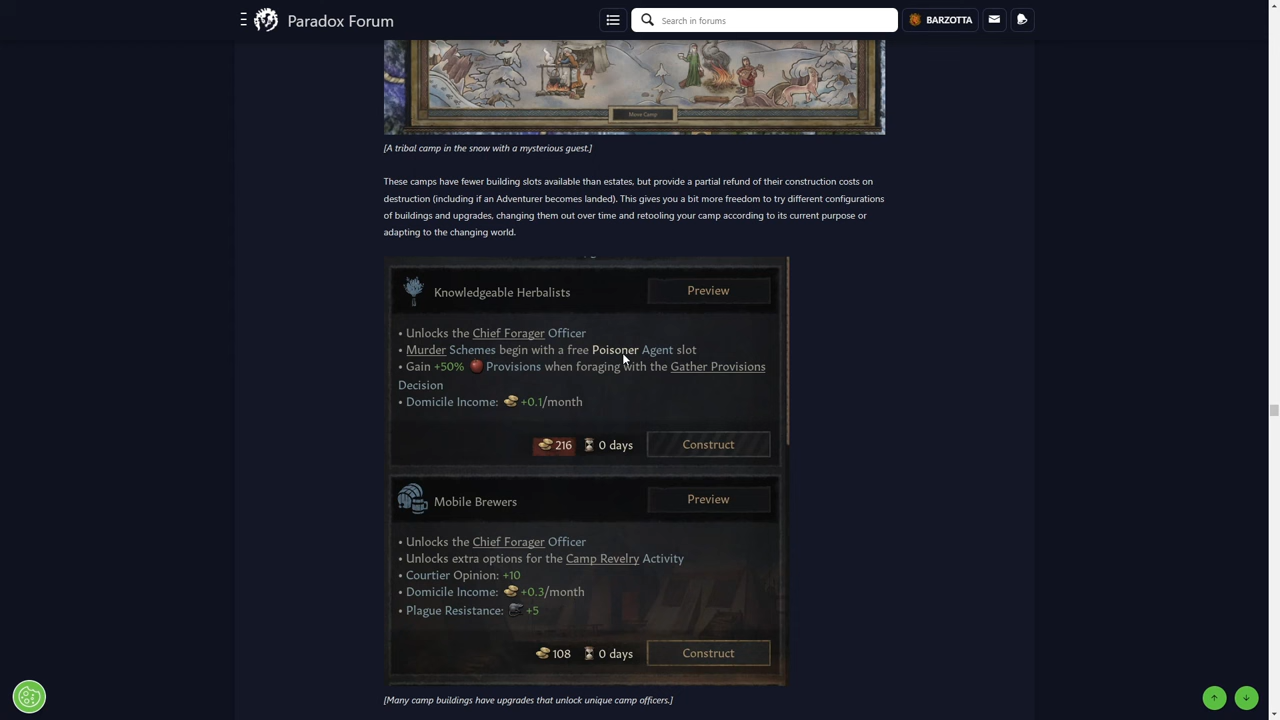 Paradox Forum
Search in forums
BARZOTTA
Move Camp
[A tribal camp in the snow with a mysterious guest.]
These camps have fewer building slots available than estates, but provide a partial refund of their construction costs on
destruction (including if an Adventurer becomes landed). This gives you a bit more freedom to try different configurations
of buildings and upgrades, changing them out over time and retooling your camp according to its current purpose or
adapting to the changing world.
Knowledgeable Herbalists
Preview
• Unlocks the Chief Forager Officer
• Murder Schemes begin with a free Poisoner Agent slot
• Gain +50% Provisions when foraging with the Gather Provisions
Decision
• Domicile Income: +0.1/month
216 0 days Construct
Mobile Brewers
Preview
• Unlocks the Chief Forager Officer
• Unlocks extra options for the Camp Revelry Activity
• Courtier Opinion: +10
• Domicile Income: +0.3/month
• Plague Resistance: +5
108 0 days Construct
[Many camp buildings have upgrades that unlock unique camp officers.]